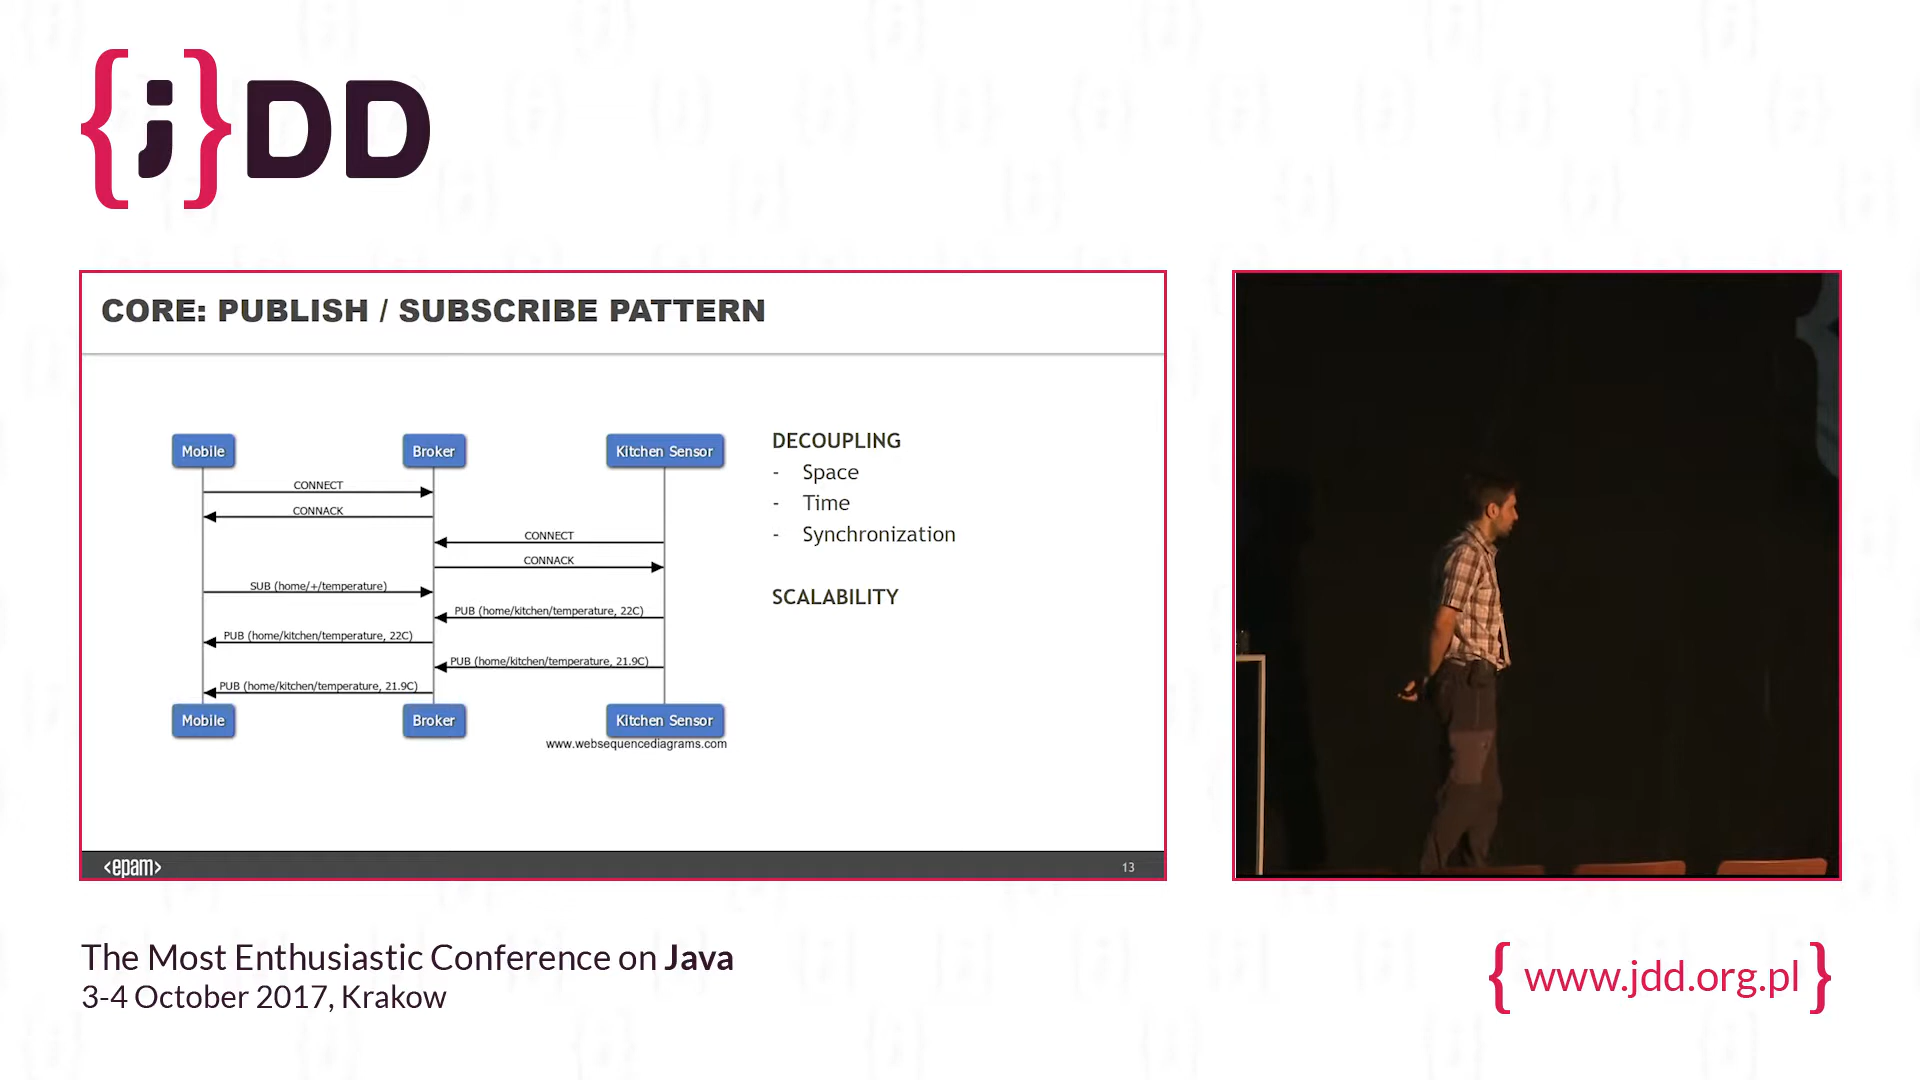 {;}DD
CORE: PUBLISH / SUBSCRIBE PATTERN
Mobile
Broker
Kitchen Sensor
CONNECT
CONNACK
CONNECT
CONNACK
SUB (home/+/temperature)
PUB (home/kitchen/temperature, 22C)
PUB (home/kitchen/temperature, 22C)
PUB (home/kitchen/temperature, 21.9C)
PUB (home/kitchen/temperature, 21.9C)
Mobile
Broker
Kitchen Sensor
www.websequencediagrams.com
DECOUPLING
- Space
- Time
- Synchronization
SCALABILITY
<epam>
13
The Most Enthusiastic Conference on Java
3-4 October 2017, Krakow
{ www.jdd.org.pl }